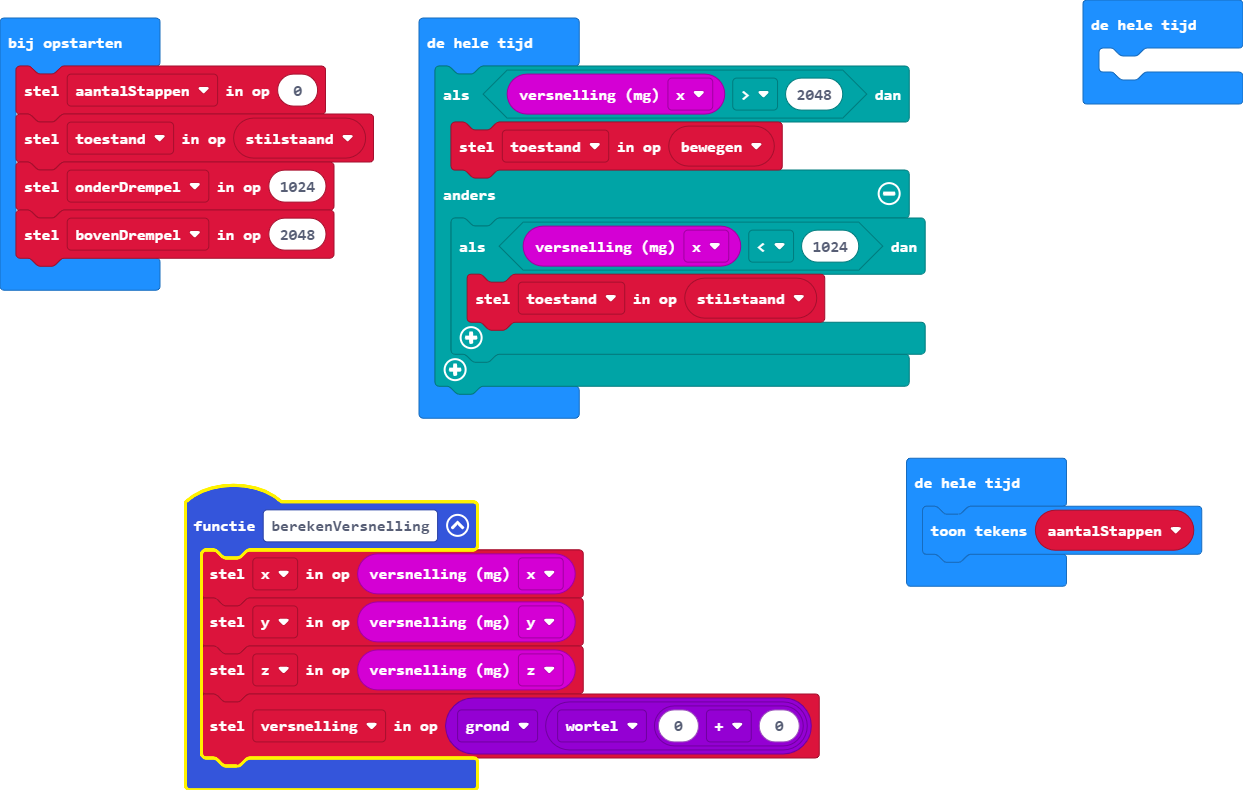 bij opstarten
stel aantalStappen in op 0
stel toestand in op stilstaand
stel onderDrempel in op 1024
stel bovenDrempel in op 2048
de hele tijd
als versnelling (mg) x > 2048 dan
stel toestand in op bewegen
anders
als versnelling (mg) x < 1024 dan
stel toestand in op stilstaand
de hele tijd
functie berekenVersnelling
stel x in op versnelling (mg) x
stel y in op versnelling (mg) y
stel z in op versnelling (mg) z
stel versnelling in op grond wortel 0 + 0
de hele tijd
toon tekens aantalStappen